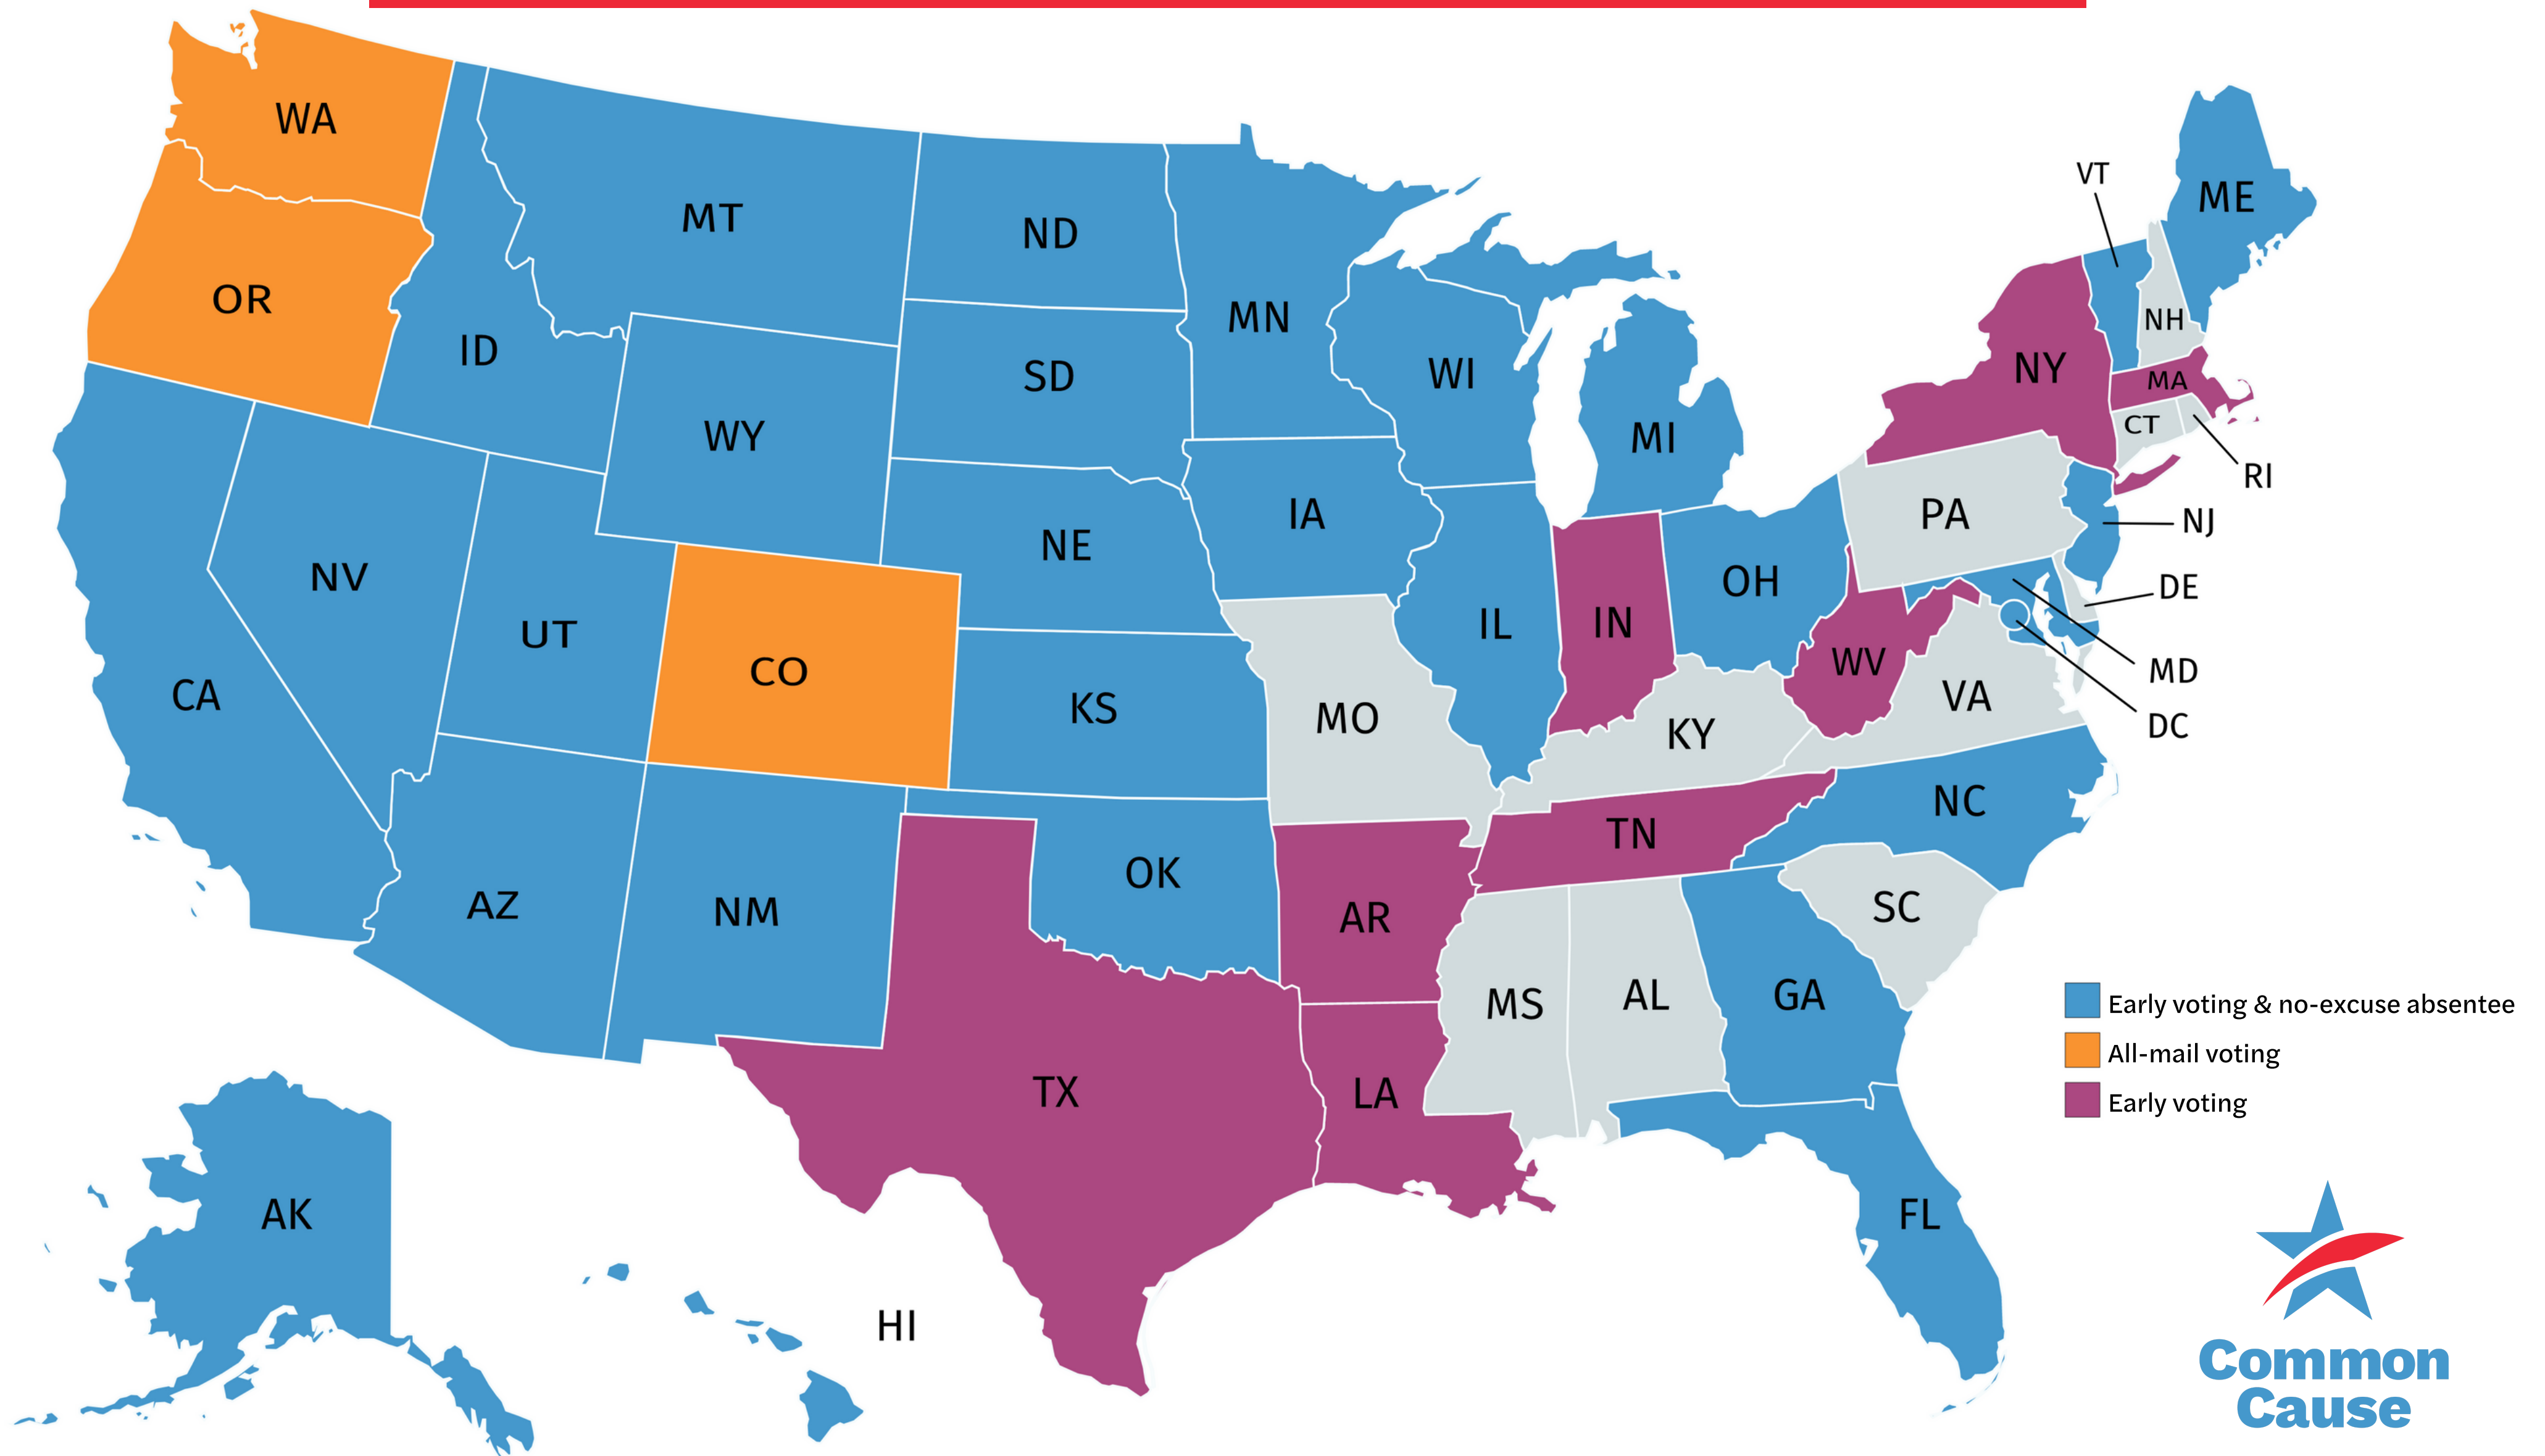 WA
OR
ID
MT
ND
MN
WI
MI
SD
WY
NE
IA
CA
NV
UT
CO
KS
MO
IL
IN
OH
KY
WV
VA
PA
NY
VT
NH
ME
MA
CT
RI
NJ
DE
MD
DC
AZ
NM
OK
AR
TN
NC
SC
MS
AL
GA
TX
LA
FL
AK
HI
Early voting & no-excuse absentee
All-mail voting
Early voting
Common
Cause